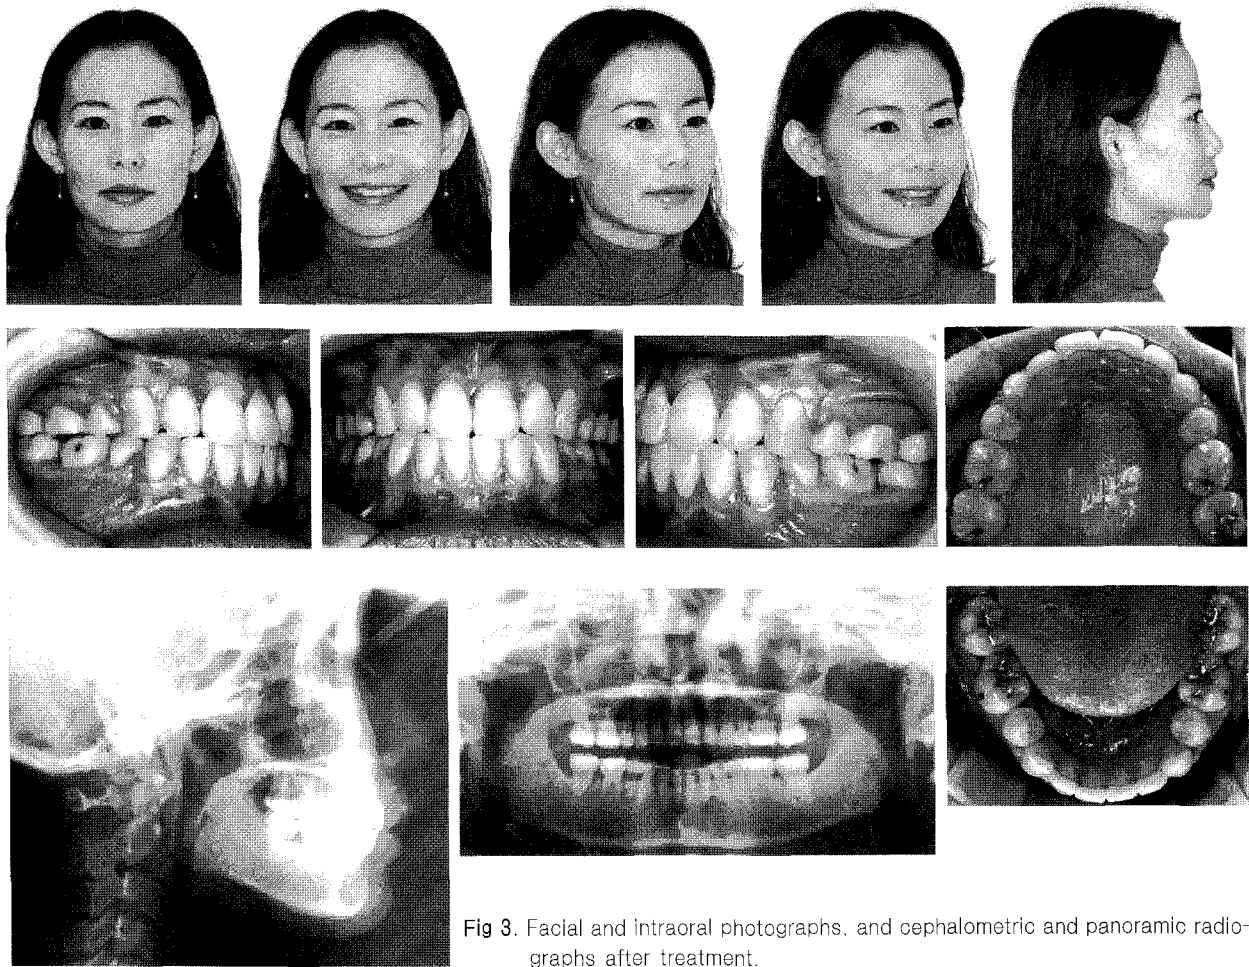 Fig 3. Facial and intraoral photographs, and cephalometric and panoramic radio-
graphs after treatment.